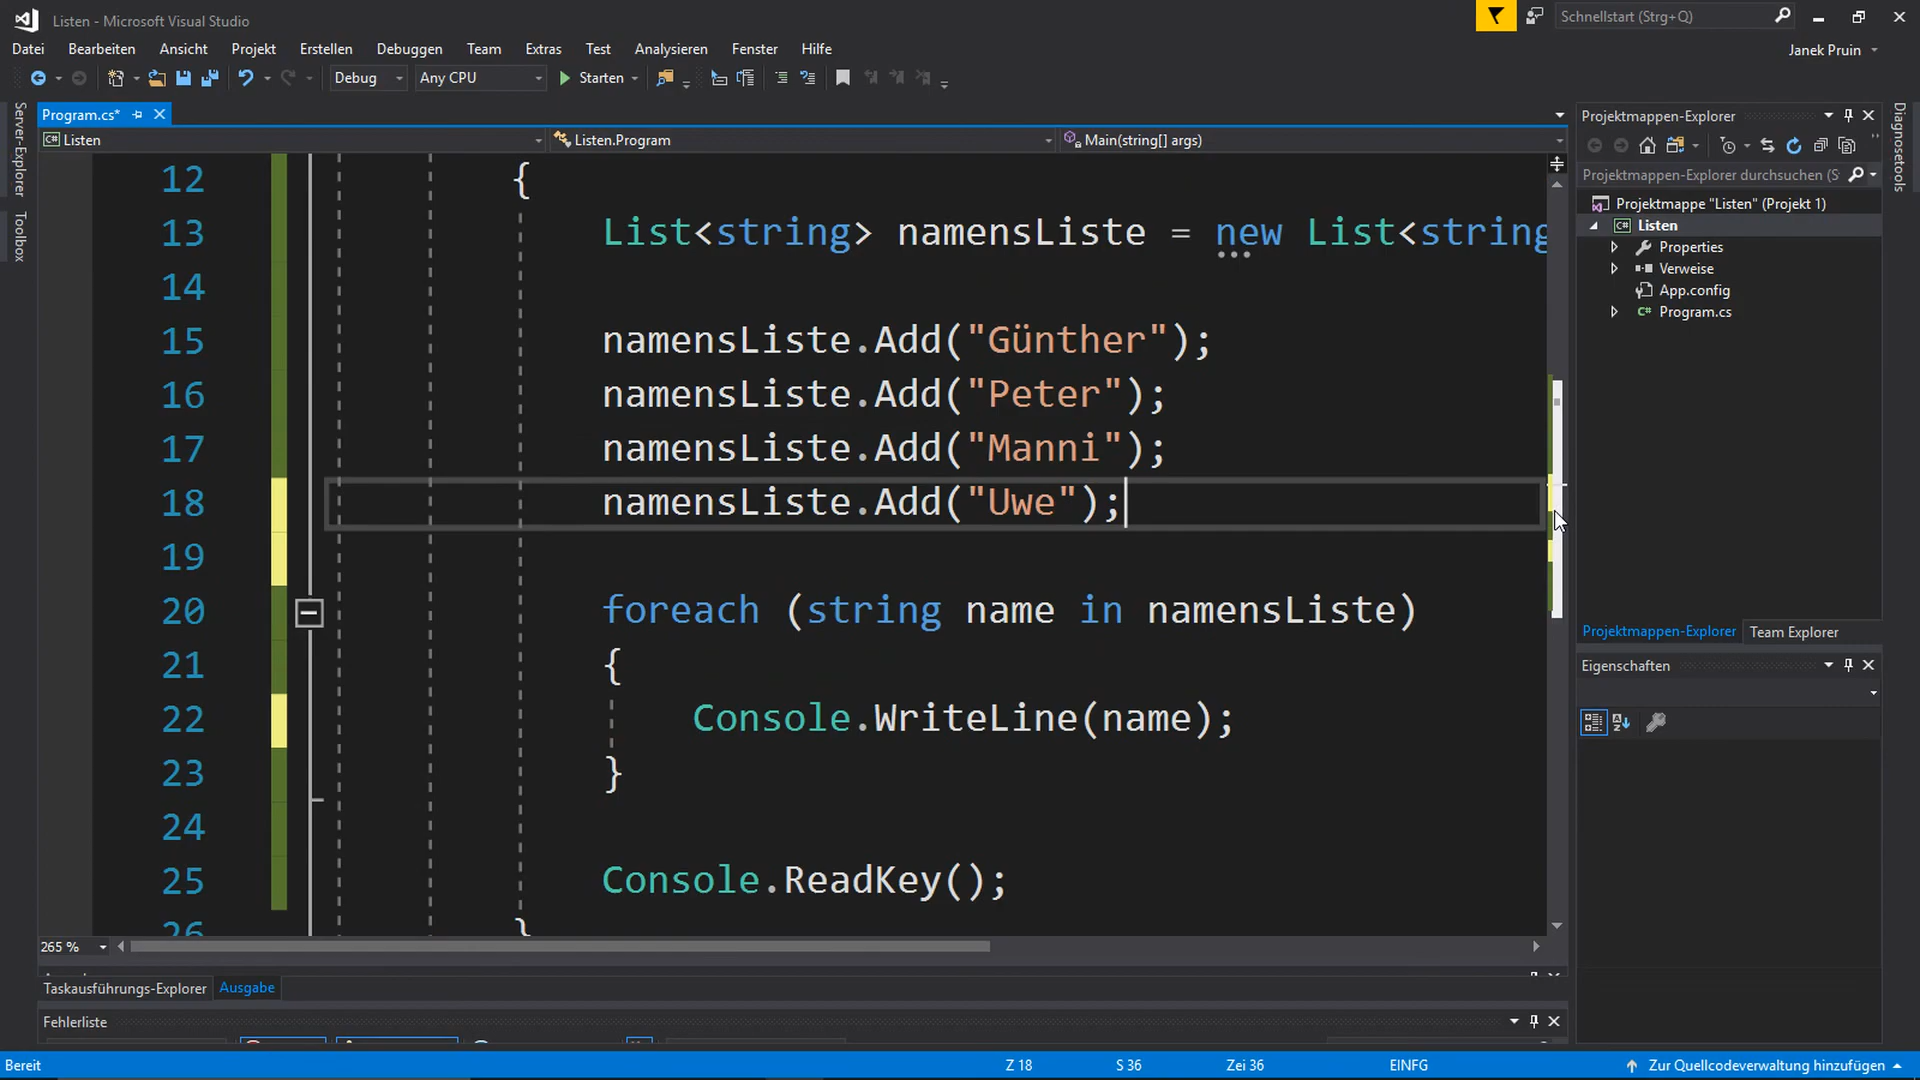 Listen - Microsoft Visual Studio
Schnellstart (Strg+Q)
Datei Bearbeiten Ansicht Projekt Erstellen Debuggen Team Extras Test Analysieren Fenster Hilfe
Janek Pruin
Debug Any CPU Starten
Server-Explorer
Toolbox
Program.cs*
Listen Listen.Program Main(string[] args)
12 {
13 List<string> namensListe = new List<string
14
15 namensListe.Add("Günther");
16 namensListe.Add("Peter");
17 namensListe.Add("Manni");
18 namensListe.Add("Uwe");
19
20 foreach (string name in namensListe)
21 {
22 Console.WriteLine(name);
23 }
24
25 Console.ReadKey();
26 }
265 %
Taskausführungs-Explorer Ausgabe
Fehlerliste
Projektmappen-Explorer
Projektmappen-Explorer durchsuchen (S
Projektmappe "Listen" (Projekt 1)
C# Listen
Properties
Verweise
App.config
C# Program.cs
Projektmappen-Explorer Team Explorer
Eigenschaften
Diagnosetools
Bereit Z 18 S 36 Zei 36 EINFG Zur Quellcodeverwaltung hinzufügen